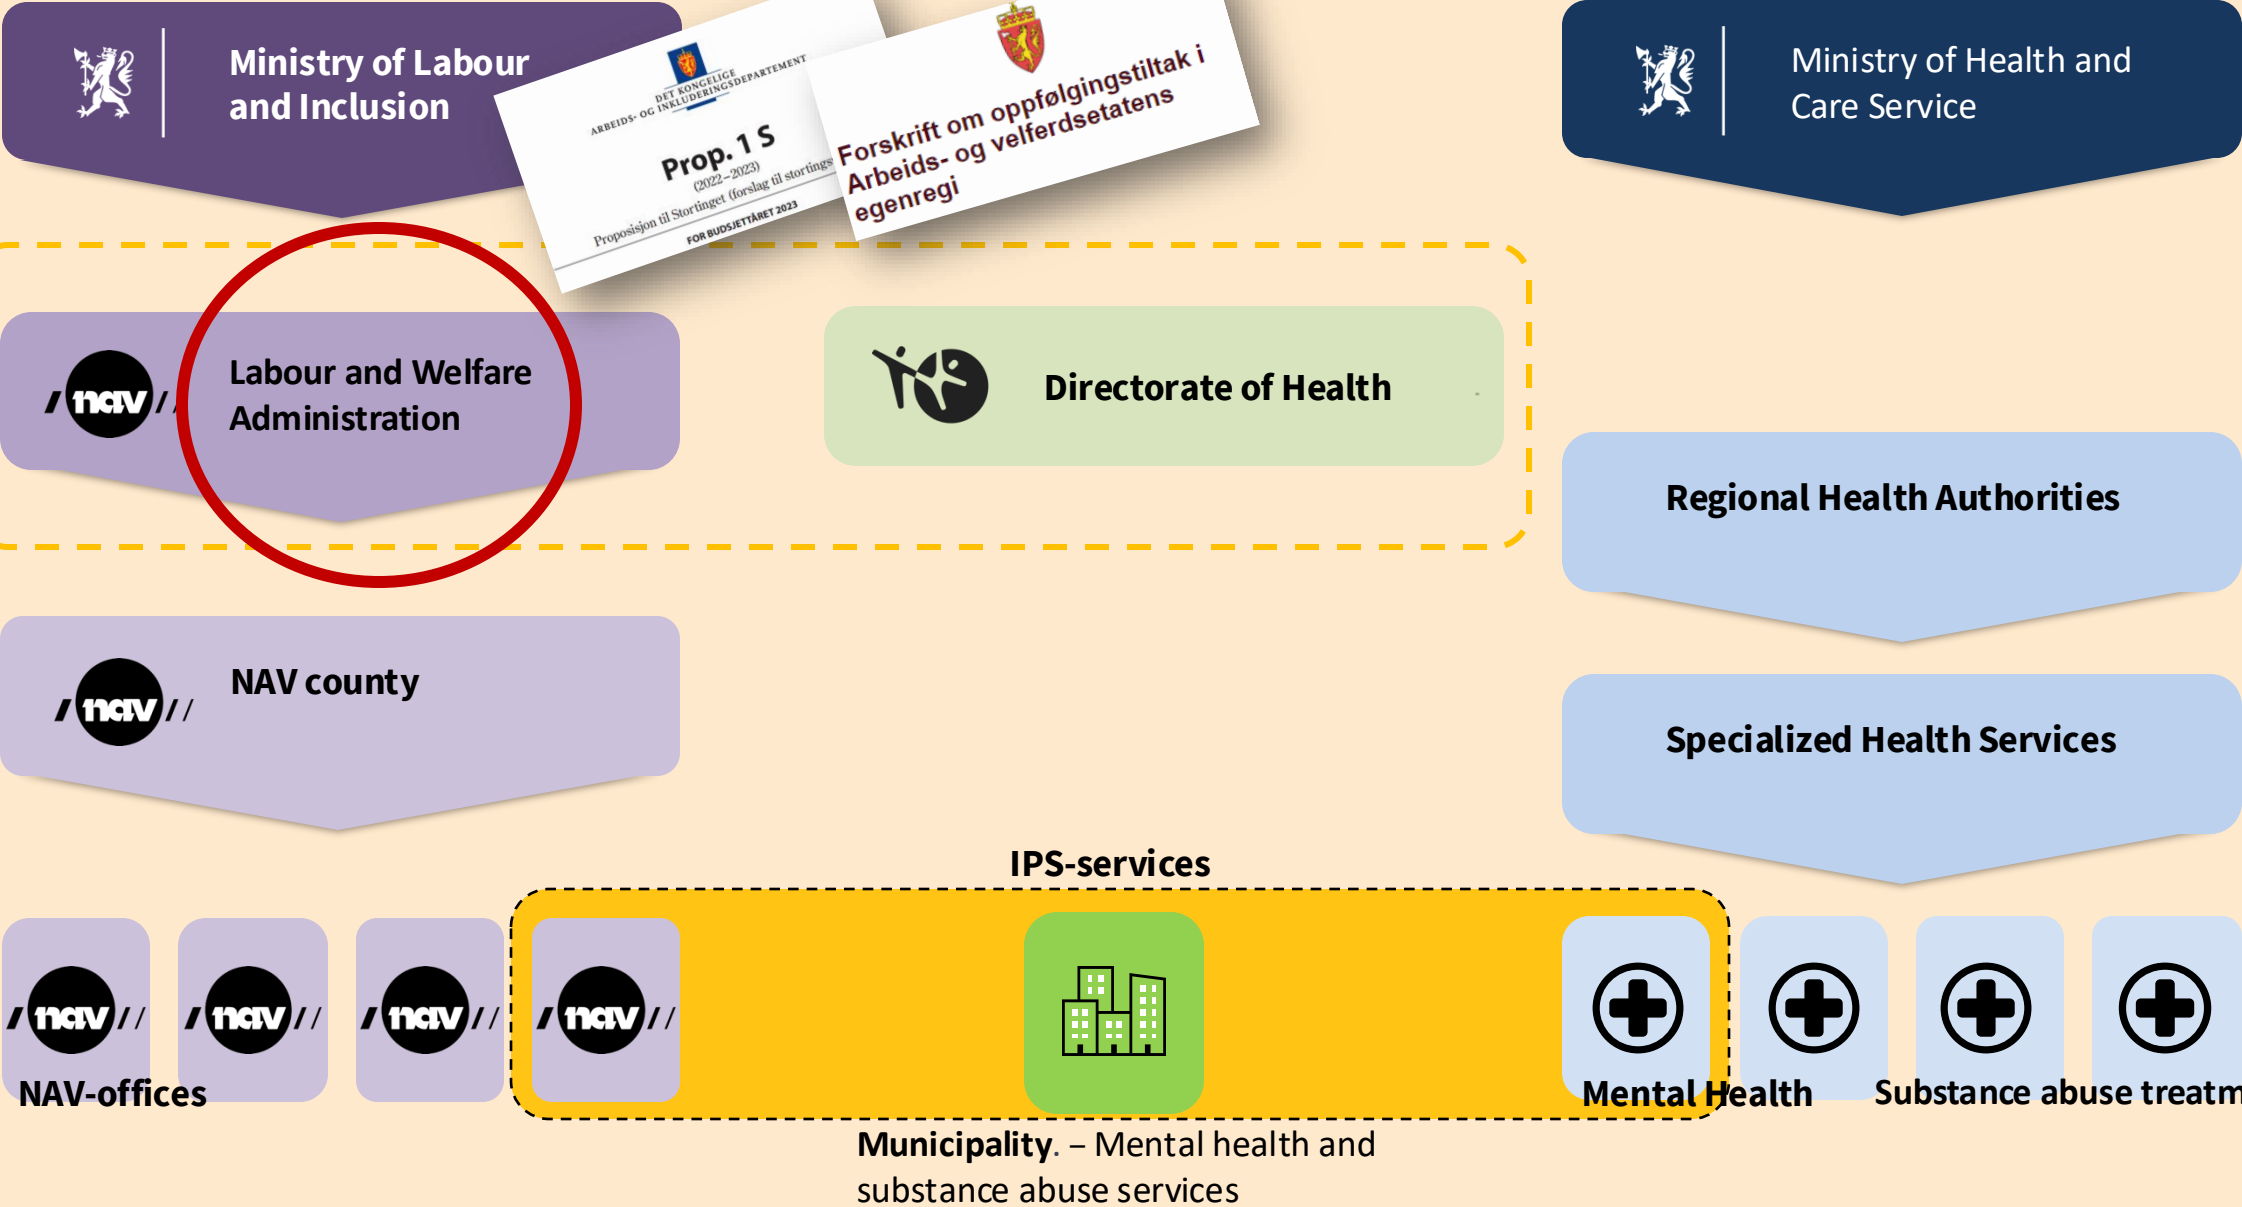 Ministry of Labour
and Inclusion
DET KONGELIGE
ARBEIDS- OG INKLUDERINGSDEPARTEMENT
Prop. 1 S
(2022–2023)
Proposisjon til Stortinget (forslag til
FOR BUDSJETTÅRET 2023
Forskrift om oppfølgingstiltak i
Arbeids- og velferdsetatens
egenregi
Ministry of Health and
Care Service
nav
Labour and Welfare
Administration
Directorate of Health
Regional Health Authorities
nav
NAV county
Specialized Health Services
IPS-services
nav
nav
nav
nav
NAV-offices
Mental Health
Substance abuse
Municipality. – Mental health and
substance abuse services